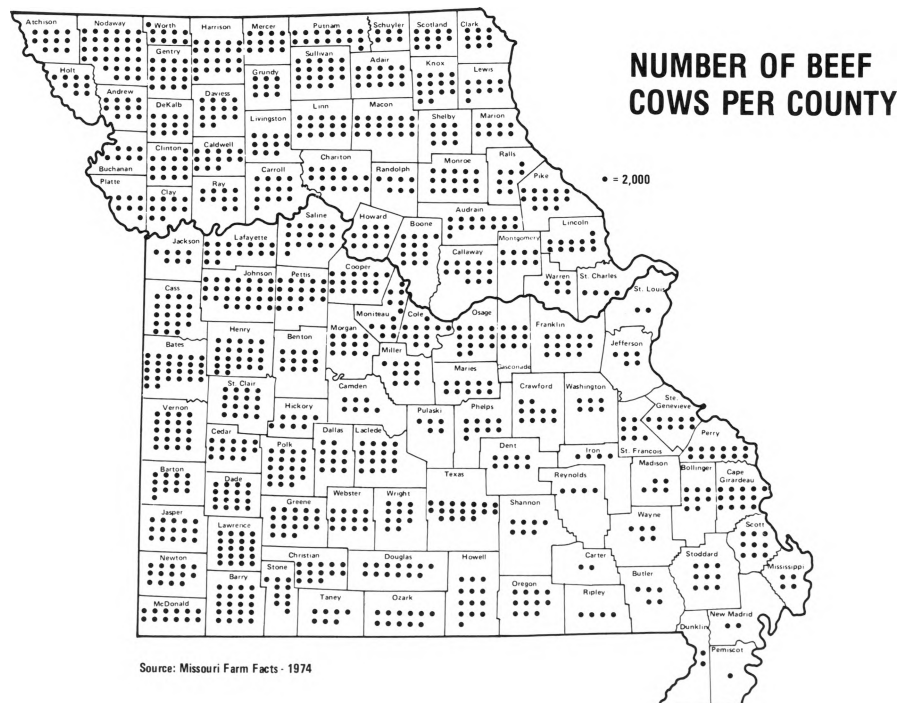 NUMBER OF BEEF
COWS PER COUNTY
• = 2,000
Atchison
Nodaway
Worth
Harrison
Mercer
Putnam
Schuyler
Scotland
Clark
Gentry
Sullivan
Adair
Knox
Lewis
Holt
Andrew
DeKalb
Daviess
Grundy
Livingston
Linn
Macon
Shelby
Marion
Buchanan
Clinton
Caldwell
Chariton
Randolph
Monroe
Ralls
Pike
Platte
Clay
Ray
Carroll
Saline
Howard
Boone
Audrain
Lincoln
Montgomery
Callaway
Warren
St. Charles
St. Louis
Jackson
Lafayette
Johnson
Pettis
Cooper
Moniteau
Cole
Osage
Gasconade
Franklin
Jefferson
Cass
Henry
Benton
Morgan
Miller
Maries
Bates
St. Clair
Camden
Pulaski
Phelps
Crawford
Washington
Ste.
Genevieve
St. Francois
Perry
Vernon
Hickory
Cedar
Polk
Dallas
Laclede
Dent
Iron
Madison
Bollinger
Cape
Girardeau
Barton
Dade
Greene
Webster
Wright
Texas
Reynolds
Shannon
Wayne
Scott
Jasper
Lawrence
Christian
Douglas
Howell
Carter
Stoddard
Mississippi
Newton
Barry
Stone
Taney
Ozark
Oregon
Ripley
Butler
McDonald
New Madrid
Dunklin
Pemiscot
Source: Missouri Farm Facts - 1974